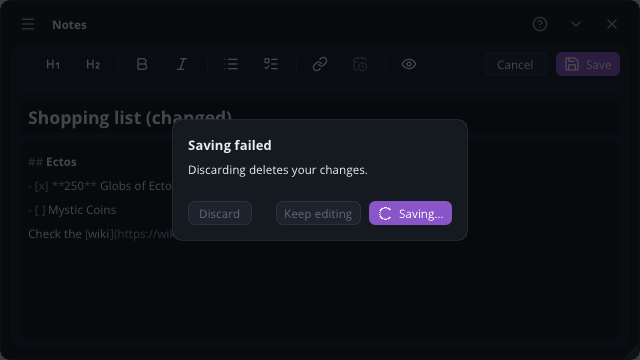 Notes
H1 H2 B I Cancel Save
Shopping list (changed)
## Ectos
- [x] **250** Globs of Ecto
- [ ] Mystic Coins
Check the [wiki](https://wik
Saving failed
Discarding deletes your changes.
Discard Keep editing Saving...